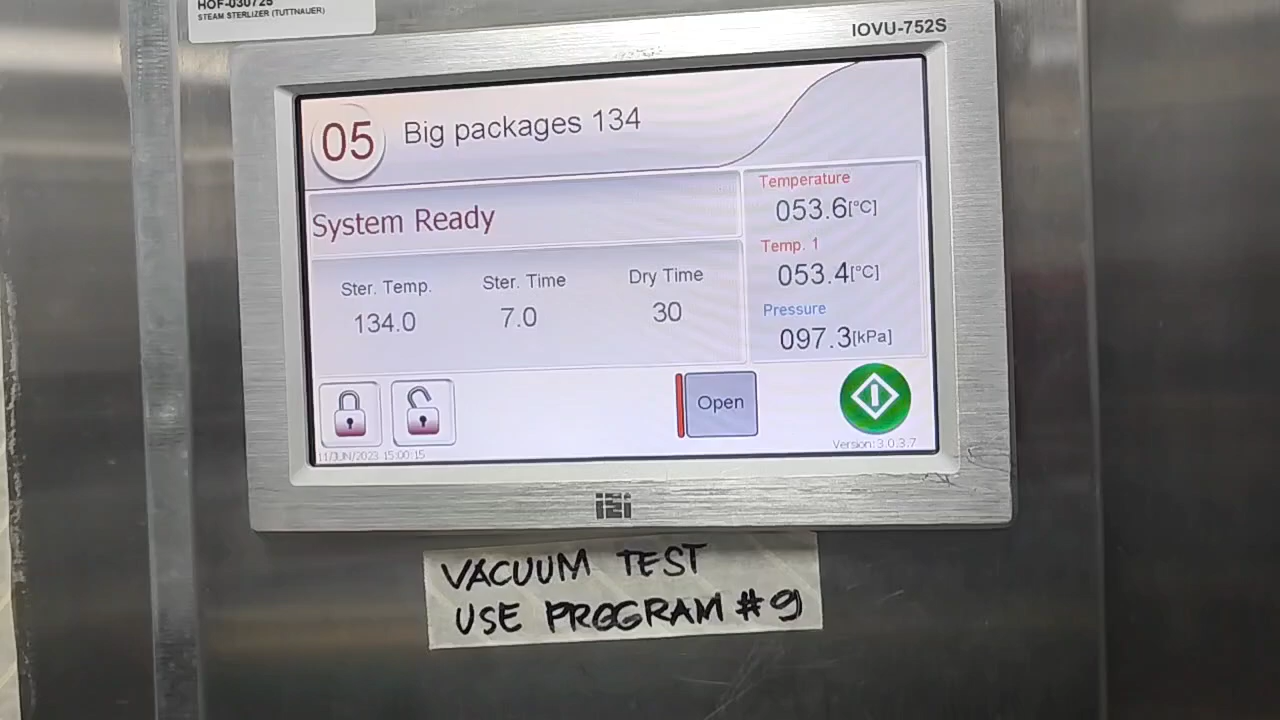 HOF-030725
STEAM STERLIZER (TUTTNAUER)
IOVU-752S
05 Big packages 134
System Ready
Ster. Temp. Ster. Time Dry Time
134.0 7.0 30
Temperature
053.6[°C]
Temp. 1
053.4[°C]
Pressure
097.3[kPa]
Open
Version:3.0.3.7
11/JUN/2023 15:00:15
iEi
VACUUM TEST
USE PROGRAM #9